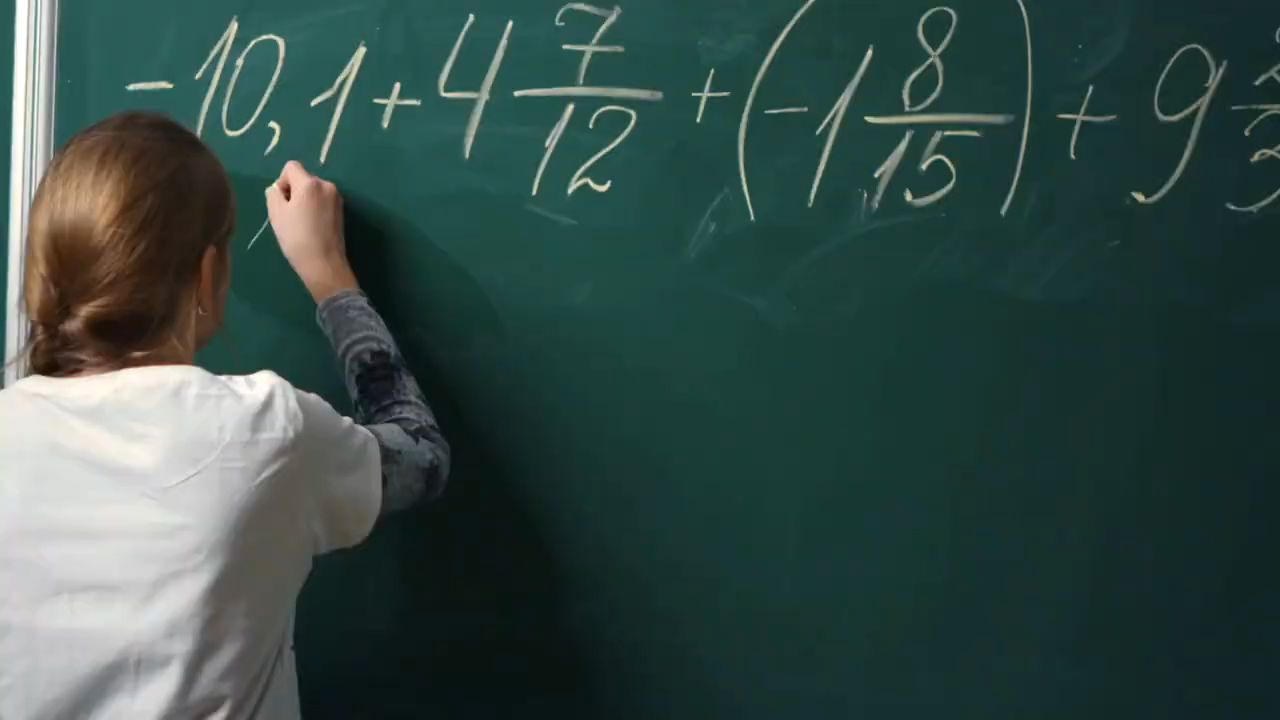 -10,1 + 4 7/12 + (-1 8/15) + 9